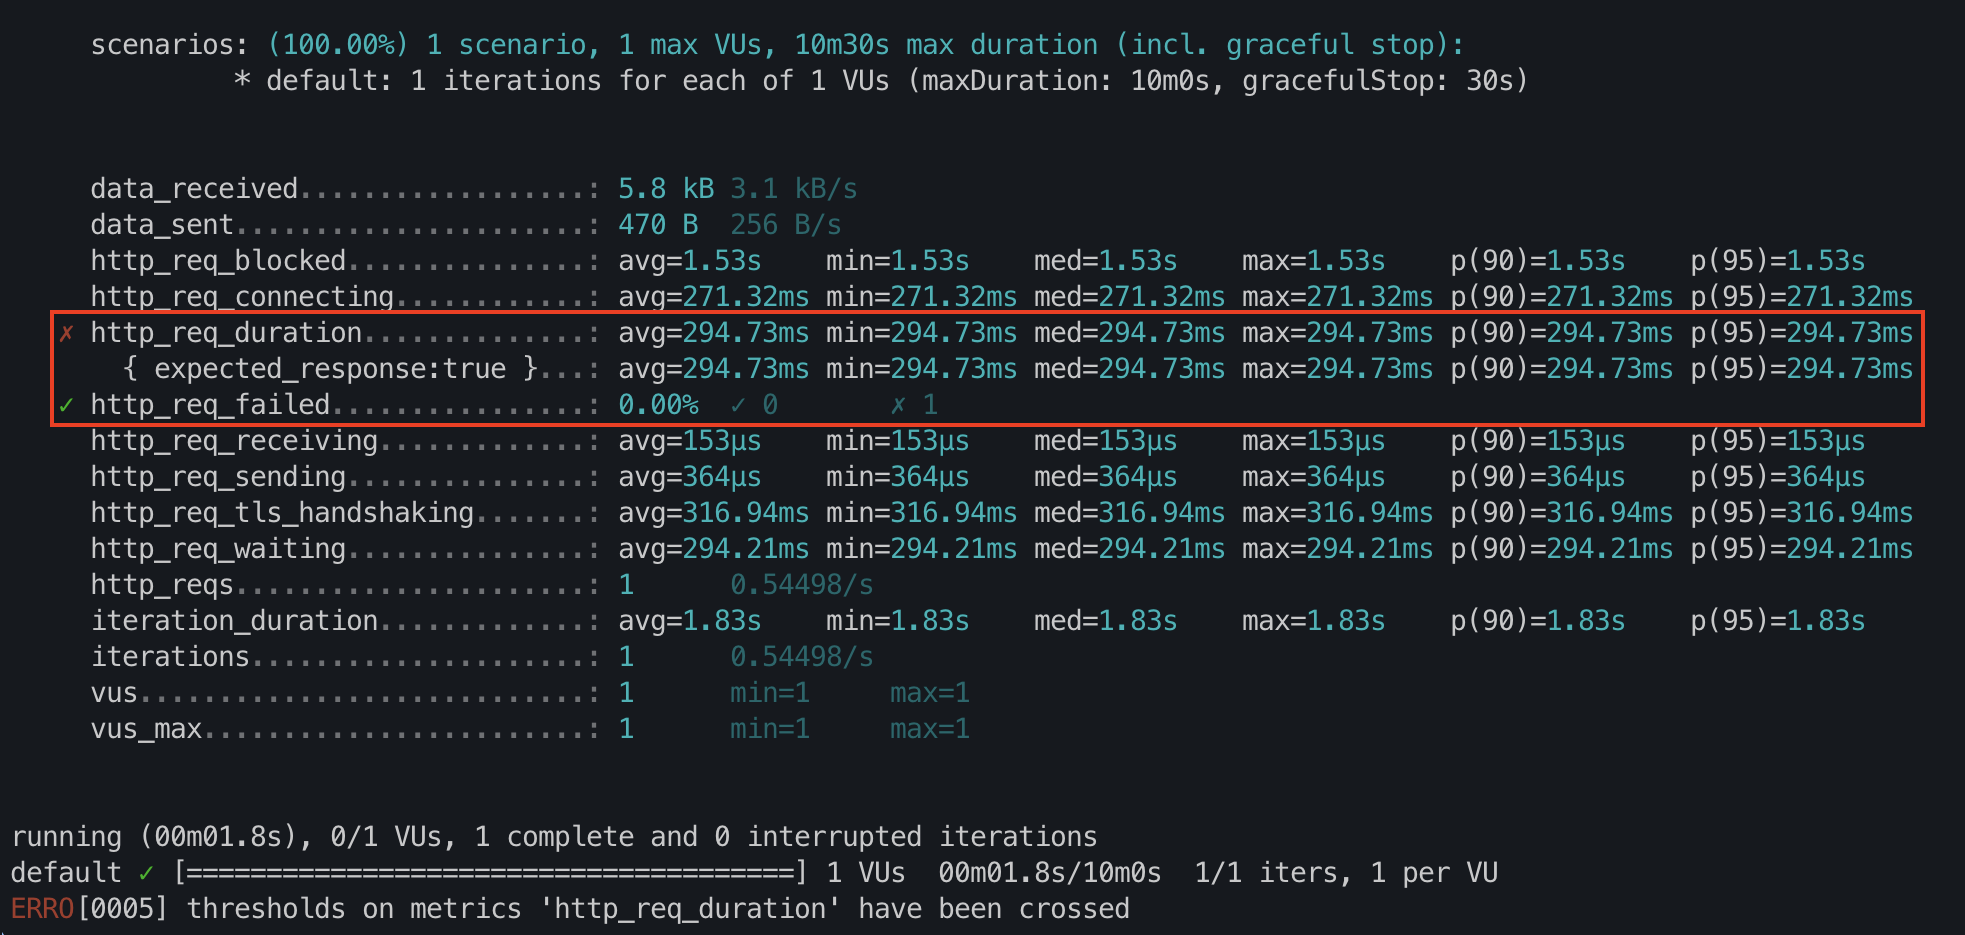 scenarios: (100.00%) 1 scenario, 1 max VUs, 10m30s max duration (incl. graceful stop):
* default: 1 iterations for each of 1 VUs (maxDuration: 10m0s, gracefulStop: 30s)
data_received..................: 5.8 kB 3.1 kB/s
data_sent......................: 470 B  256 B/s
http_req_blocked...............: avg=1.53s    min=1.53s    med=1.53s    max=1.53s    p(90)=1.53s    p(95)=1.53s
http_req_connecting............: avg=271.32ms min=271.32ms med=271.32ms max=271.32ms p(90)=271.32ms p(95)=271.32ms
✗ http_req_duration..............: avg=294.73ms min=294.73ms med=294.73ms max=294.73ms p(90)=294.73ms p(95)=294.73ms
{ expected_response:true }...: avg=294.73ms min=294.73ms med=294.73ms max=294.73ms p(90)=294.73ms p(95)=294.73ms
✓ http_req_failed................: 0.00%  ✓ 0       ✗ 1
http_req_receiving.............: avg=153µs    min=153µs    med=153µs    max=153µs    p(90)=153µs    p(95)=153µs
http_req_sending...............: avg=364µs    min=364µs    med=364µs    max=364µs    p(90)=364µs    p(95)=364µs
http_req_tls_handshaking.......: avg=316.94ms min=316.94ms med=316.94ms max=316.94ms p(90)=316.94ms p(95)=316.94ms
http_req_waiting...............: avg=294.21ms min=294.21ms med=294.21ms max=294.21ms p(90)=294.21ms p(95)=294.21ms
http_reqs......................: 1      0.54498/s
iteration_duration.............: avg=1.83s    min=1.83s    med=1.83s    max=1.83s    p(90)=1.83s    p(95)=1.83s
iterations.....................: 1      0.54498/s
vus............................: 1      min=1     max=1
vus_max........................: 1      min=1     max=1
running (00m01.8s), 0/1 VUs, 1 complete and 0 interrupted iterations
default ✓ [======================================] 1 VUs  00m01.8s/10m0s  1/1 iters, 1 per VU
ERRO[0005] thresholds on metrics 'http_req_duration' have been crossed